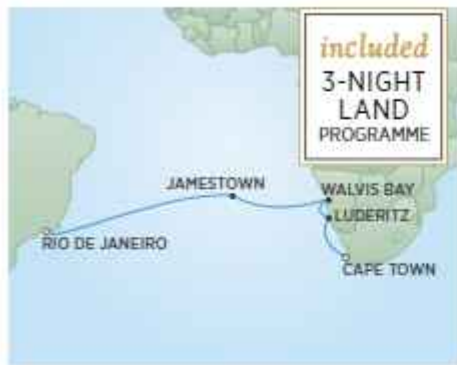 included
3-NIGHT
LAND
PROGRAMME
JAMESTOWN
WALVIS BAY
LUDERITZ
RIO DE JANEIRO
CAPE TOWN